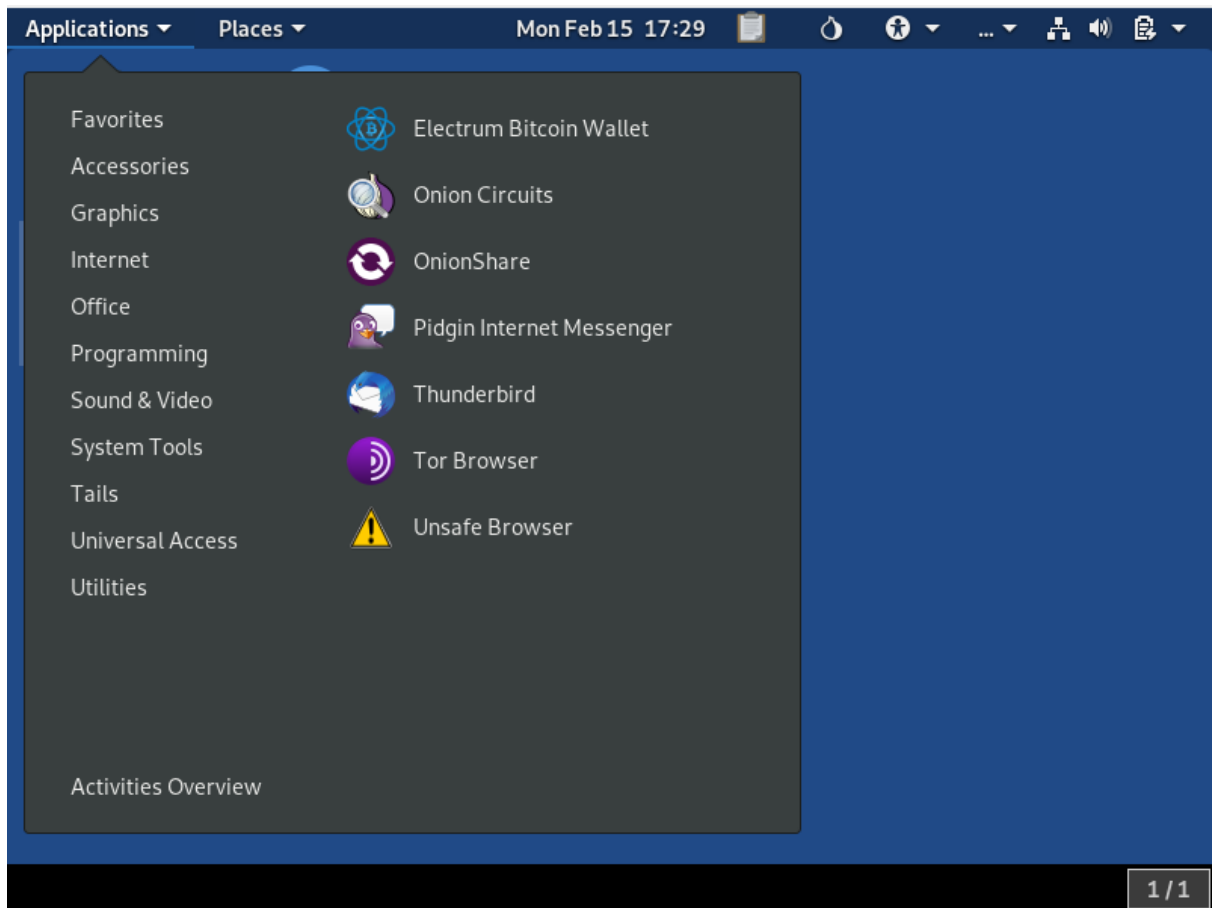 Applications Places Mon Feb 15 17:29 ...
Favorites
Accessories
Graphics
Internet
Office
Programming
Sound & Video
System Tools
Tails
Universal Access
Utilities
Activities Overview
Electrum Bitcoin Wallet
Onion Circuits
OnionShare
Pidgin Internet Messenger
Thunderbird
Tor Browser
Unsafe Browser
1 / 1